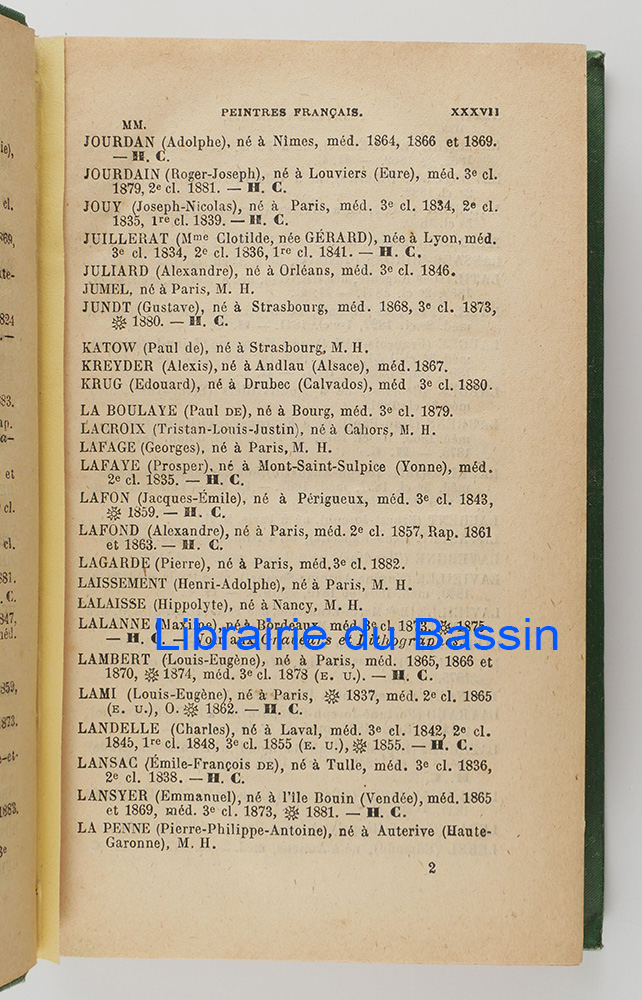 PEINTRES FRANÇAIS. XXXVII
MM.
JOURDAN (Adolphe), né à Nîmes, méd. 1864, 1866 et 1869.
— H. C.
JOURDAIN (Roger-Joseph), né à Louviers (Eure), méd. 3e cl.
1879, 2e cl. 1881. — H. C.
JOUY (Joseph-Nicolas), né à Paris, méd. 3e cl. 1834, 2e cl.
1835, 1re cl. 1839. — H. C.
JUILLERAT (Mme Clotilde, née GÉRARD), née à Lyon, méd.
3e cl. 1834, 2e cl. 1836, 1re cl. 1841. — H. C.
JULIARD (Alexandre), né à Orléans, méd. 3e cl. 1846.
JUMEL, né à Paris, M. H.
JUNDT (Gustave), né à Strasbourg, méd. 1868, 3e cl. 1873,
※ 1880. — H. C.
KATOW (Paul de), né à Strasbourg, M. H.
KREYDER (Alexis), né à Andlau (Alsace), méd. 1867.
KRUG (Edouard), né à Drubec (Calvados), méd 3e cl. 1880.
LA BOULAYE (Paul DE), né à Bourg, méd. 3e cl. 1879.
LACROIX (Tristan-Louis-Justin), né à Cahors, M. H.
LAFAGE (Georges), né à Paris, M. H.
LAFAYE (Prosper), né à Mont-Saint-Sulpice (Yonne), méd.
2e cl. 1835. — H. C.
LAFON (Jacques-Émile), né à Périgueux, méd. 3e cl. 1843,
※ 1859. — H. C.
LAFOND (Alexandre), né à Paris, méd. 2e cl. 1857, Rap. 1861
et 1863. — H. C.
LAGARDE (Pierre), né à Paris, méd. 3e cl. 1882.
LAISSEMENT (Henri-Adolphe), né à Paris, M. H.
LALAISSE (Hippolyte), né à Nancy, M. H.
LALANNE (Maxime), né à Bordeaux, méd 3e cl 1873, ※ 1875.
— H. C. — Voir aux Graveurs et Lithographes.
Librairie du Bassin
LAMBERT (Louis-Eugène), né à Paris, méd. 1865, 1866 et
1870, ※ 1874, méd. 3e cl. 1878 (E. U.). — H. C.
LAMI (Louis-Eugène), né à Paris, ※ 1837, méd. 2e cl. 1865
(E. U.), O. ※ 1862. — H. C.
LANDELLE (Charles), né à Laval, méd. 3e cl. 1842, 2e cl.
1845, 1re cl. 1848, 3e cl. 1855 (E. U.), ※ 1855. — H. C.
LANSAC (Émile-François DE), né à Tulle, méd. 3e cl. 1836,
2e cl. 1838. — H. C.
LANSYER (Emmanuel), né à l'île Bouin (Vendée), méd. 1865
et 1869, méd. 3e cl. 1873, ※ 1881. — H. C.
LA PENNE (Pierre-Philippe-Antoine), né à Auterive (Haute-
Garonne), M. H.
2